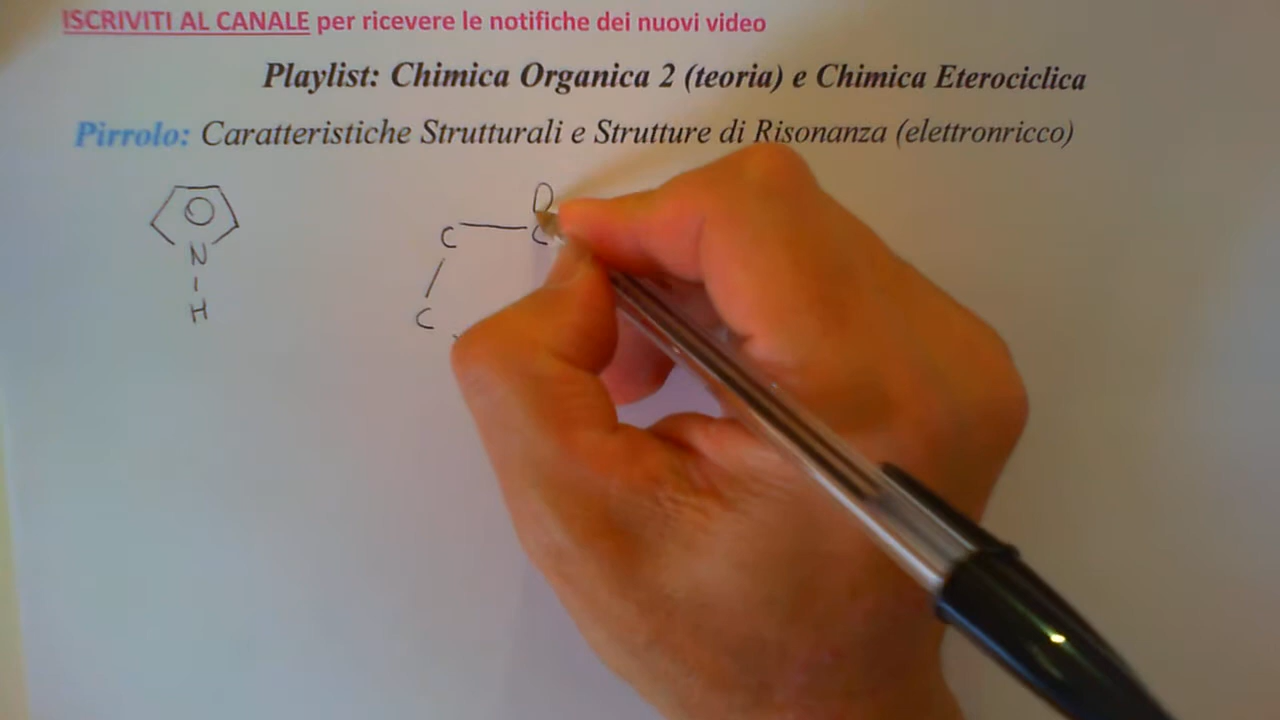 ISCRIVITI AL CANALE per ricevere le notifiche dei nuovi video
Playlist: Chimica Organica 2 (teoria) e Chimica Eterociclica
Pirrolo: Caratteristiche Strutturali e Strutture di Risonanza (elettronricco)
C C
N
H
C